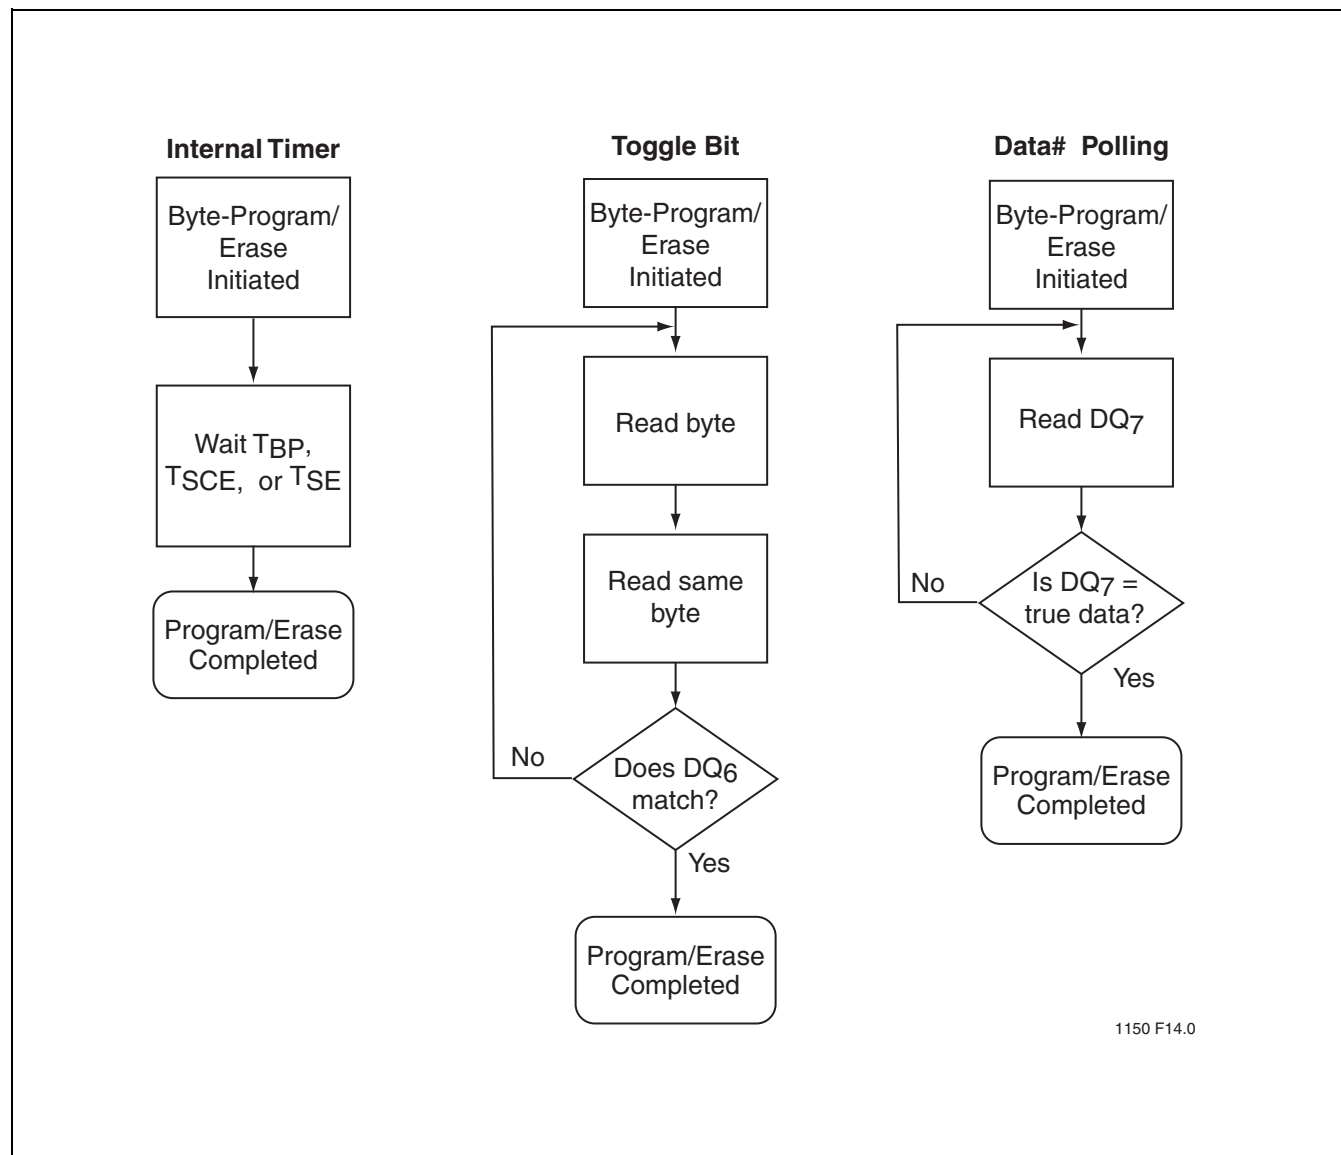 Internal Timer
Byte-Program/
Erase
Initiated
Wait TBP,
TSCE, or TSE
Program/Erase
Completed
Toggle Bit
Byte-Program/
Erase
Initiated
Read byte
Read same
byte
No
Does DQ6
match?
Yes
Program/Erase
Completed
Data# Polling
Byte-Program/
Erase
Initiated
Read DQ7
No
Is DQ7 =
true data?
Yes
Program/Erase
Completed
1150 F14.0